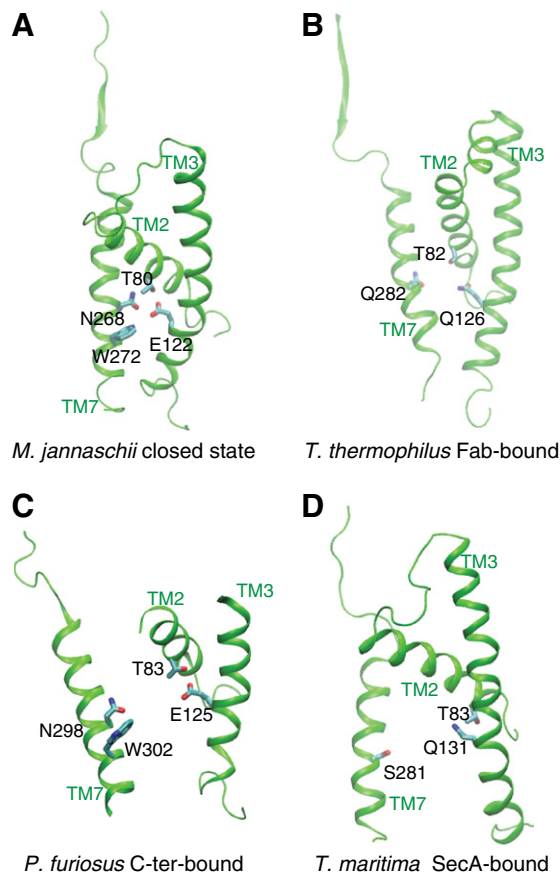 A
TM3
TM2
T80
N268
E122
W272
TM7
M. jannaschii closed state
B
TM2
TM3
T82
Q282
Q126
TM7
T. thermophilus Fab-bound
C
TM2
TM3
T83
E125
N298
W302
TM7
P. furiosus C-ter-bound
D
TM3
TM2
T83
Q131
S281
TM7
T. maritima SecA-bound